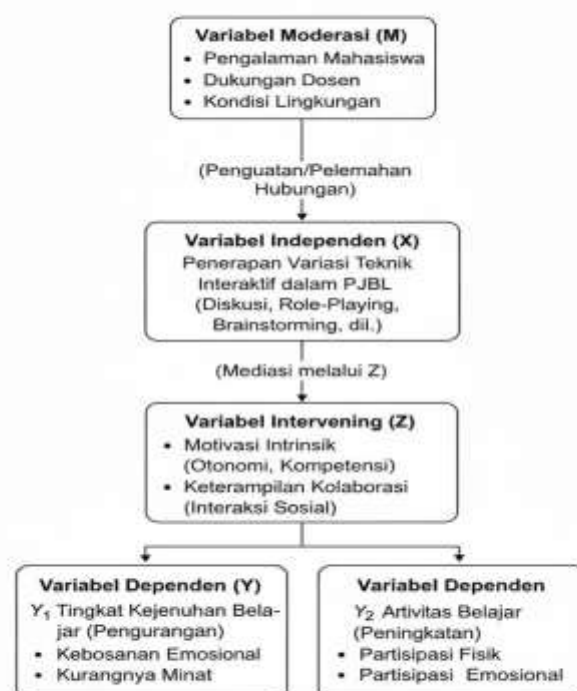 Variabel Moderasi (M)
• Pengalaman Mahasiswa
• Dukungan Dosen
• Kondisi Lingkungan
(Penguatan/Pelemahan
Hubungan)
Variabel Independen (X)
Penerapan Variasi Teknik
Interaktif dalam PJBL
(Diskusi, Role-Playing,
Brainstorming, dil.)
(Mediasi melalui Z)
Variabel Intervening (Z)
• Motivasi Intrinsik
(Otonomi, Kompetensi)
• Keterampilan Kolaborasi
(Interaksi Sosial)
Variabel Dependen (Y)
Y₁ Tingkat Kejenuhan Bela-
jar (Pengurangan)
• Kebosanan Emosional
• Kurangnya Minat
Variabel Dependen
Y₂ Artivitas Belajar
(Peningkatan)
• Partisipasi Fisik
• Partisipasi Emosional